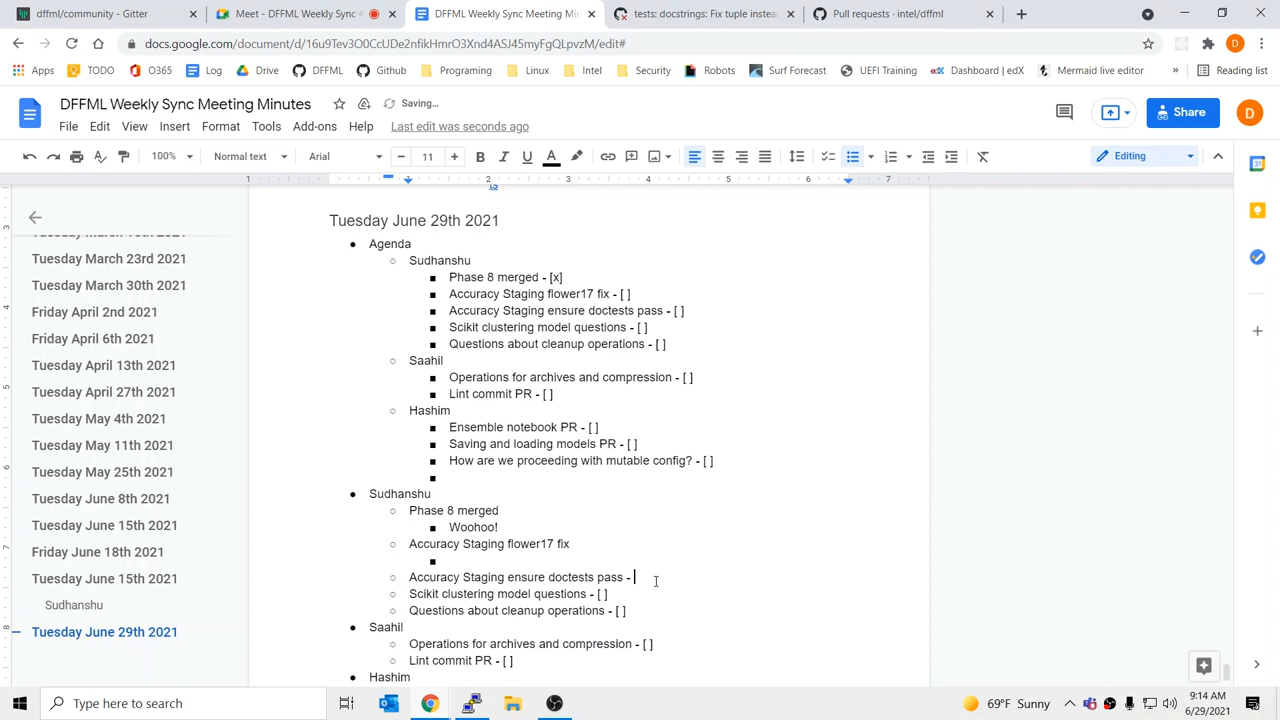 dffml/community - Gitter
Meet - DFFML Weekly Sync
DFFML Weekly Sync Meeting Min
tests: docstrings: Fix tuple instea
Pull requests · intel/dffml
docs.google.com/document/d/16u9Tev3O0CcUDe2nfikHmrO3Xnd4ASJ45myFgQLpvzM/edit#
Apps TODO O365 Log Drive DFFML Github Programing Linux Intel Security Robots Surf Forecast UEFI Training Dashboard | edX Mermaid live editor » Reading list
DFFML Weekly Sync Meeting Minutes Saving…
File Edit View Insert Format Tools Add-ons Help Last edit was seconds ago
Share
D
100% Normal text Arial 11 Editing
1 1 2 3 4 5 6 7
Tuesday March 23rd 2021
Tuesday March 30th 2021
Friday April 2nd 2021
Friday April 6th 2021
Tuesday April 13th 2021
Tuesday April 27th 2021
Tuesday May 4th 2021
Tuesday May 11th 2021
Tuesday May 25th 2021
Tuesday June 8th 2021
Tuesday June 15th 2021
Friday June 18th 2021
Tuesday June 15th 2021
Sudhanshu
Tuesday June 29th 2021
ts
Tuesday June 29th 2021
Agenda
Sudhanshu
Phase 8 merged - [x]
Accuracy Staging flower17 fix - [ ]
Accuracy Staging ensure doctests pass - [ ]
Scikit clustering model questions - [ ]
Questions about cleanup operations - [ ]
Saahil
Operations for archives and compression - [ ]
Lint commit PR - [ ]
Hashim
Ensemble notebook PR - [ ]
Saving and loading models PR - [ ]
How are we proceeding with mutable config? - [ ]
Sudhanshu
Phase 8 merged
Woohoo!
Accuracy Staging flower17 fix
Accuracy Staging ensure doctests pass -
Scikit clustering model questions - [ ]
Questions about cleanup operations - [ ]
Saahil
Operations for archives and compression - [ ]
Lint commit PR - [ ]
Hashim
Type here to search
69°F Sunny
9:14 AM
6/29/2021